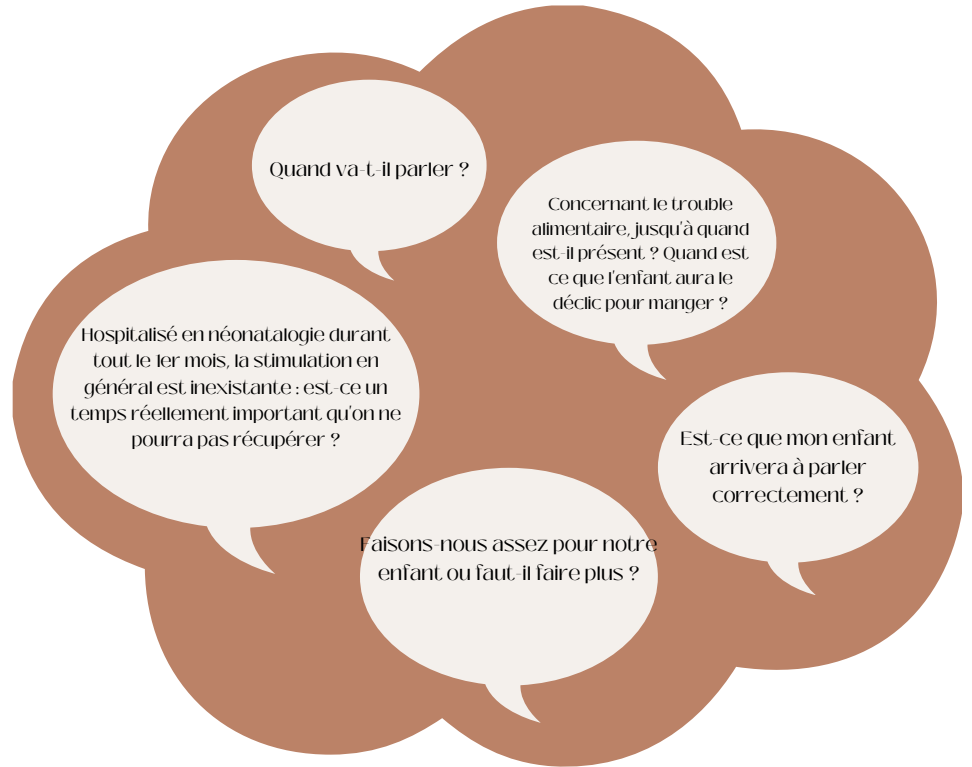 Quand va-t-il parler ?
Concernant le trouble
alimentaire, jusqu'à quand
est-il présent ? Quand est
ce que l'enfant aura le
déclic pour manger ?
Hospitalisé en néonatalogie durant
tout le 1er mois, la stimulation en
général est inexistante : est-ce un
temps réellement important qu'on ne
pourra pas récupérer ?
Est-ce que mon enfant
arrivera à parler
correctement ?
Faisons-nous assez pour notre
enfant ou faut-il faire plus ?